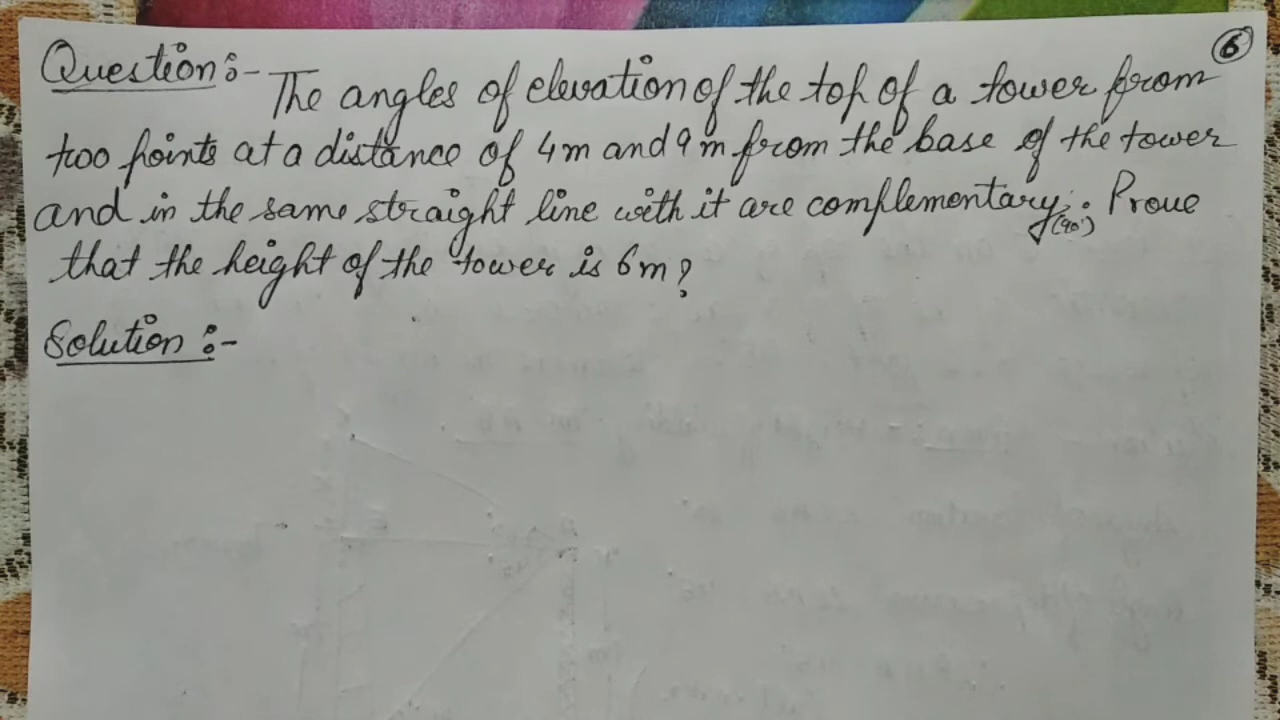 6
Question:- The angles of elevation of the top of a tower from
two points at a distance of 4m and 9m from the base of the tower
and in the same straight line with it are complementary. Prove
(90°)
that the height of the tower is 6m?
Solution :-